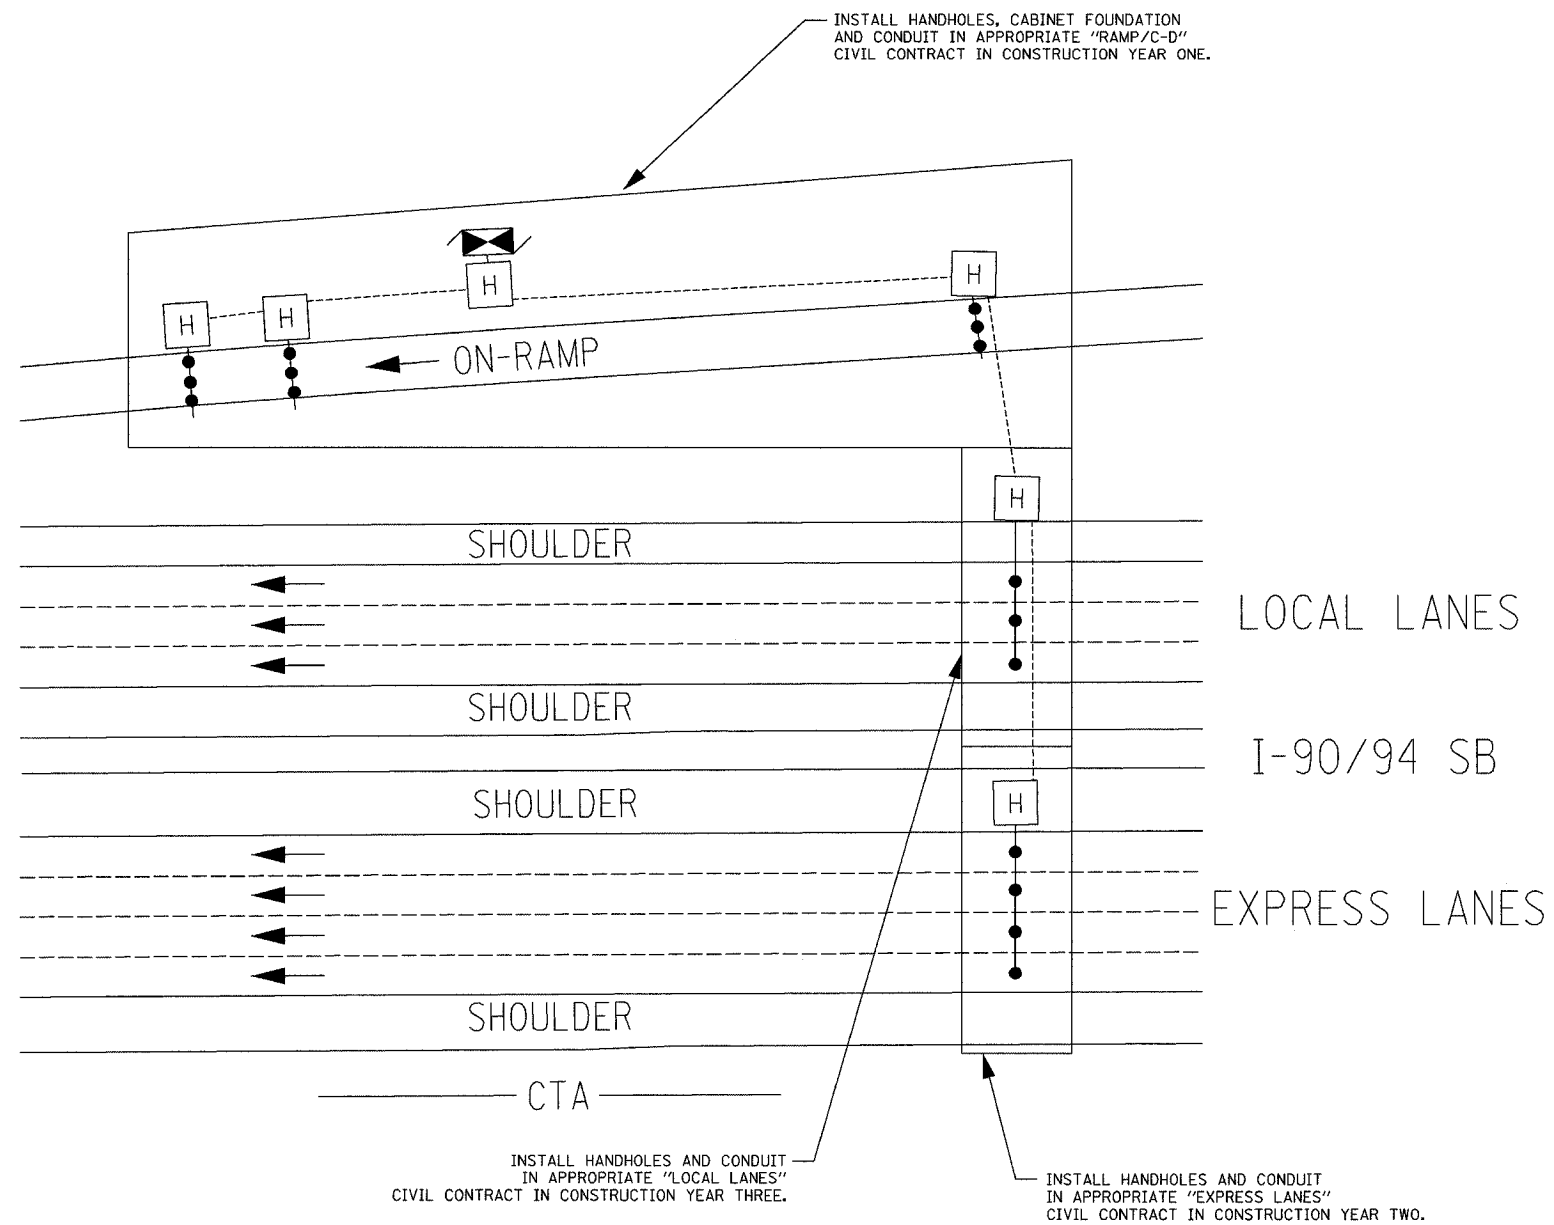 INSTALL HANDHOLES, CABINET FOUNDATION
AND CONDUIT IN APPROPRIATE "RAMP/C-D"
CIVIL CONTRACT IN CONSTRUCTION YEAR ONE.
H
H
H
H
ON-RAMP
H
SHOULDER
LOCAL LANES
SHOULDER
I-90/94 SB
SHOULDER
H
EXPRESS LANES
SHOULDER
CTA
INSTALL HANDHOLES AND CONDUIT
IN APPROPRIATE "LOCAL LANES"
CIVIL CONTRACT IN CONSTRUCTION YEAR THREE.
INSTALL HANDHOLES AND CONDUIT
IN APPROPRIATE "EXPRESS LANES"
CIVIL CONTRACT IN CONSTRUCTION YEAR TWO.